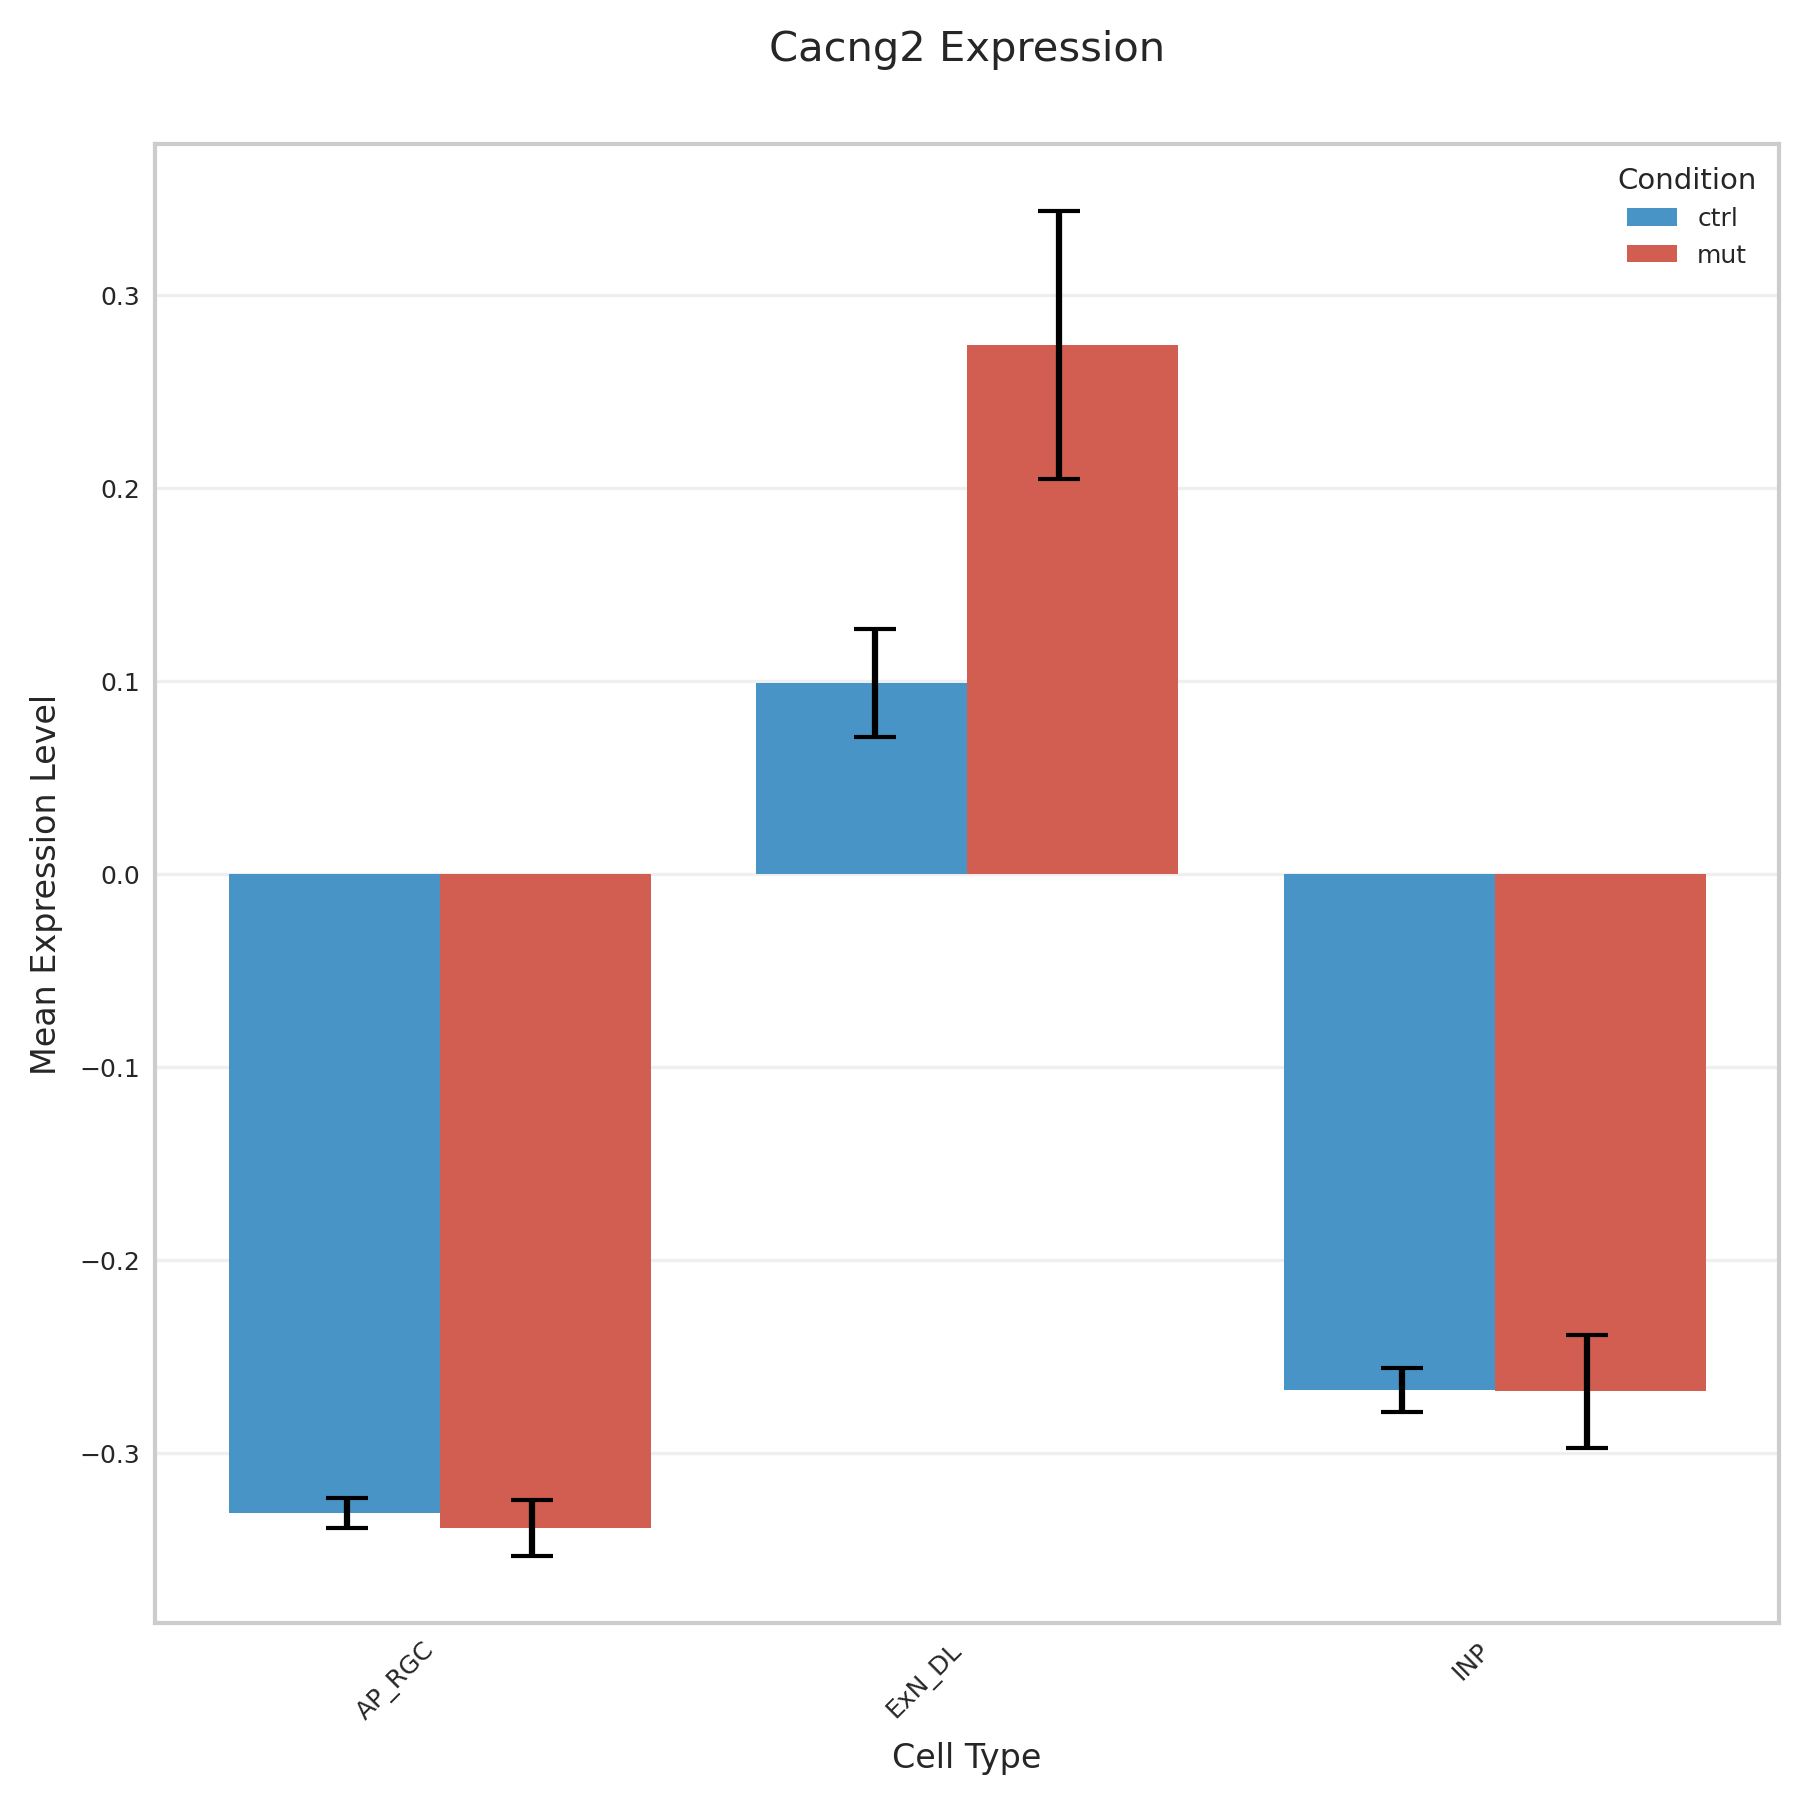 Cacng2 Expression
Condition
ctrl
mut
0.3
0.2
0.1
0.0
−0.1
−0.2
−0.3
Mean Expression Level
AP_RGC
ExN_DL
INP
Cell Type